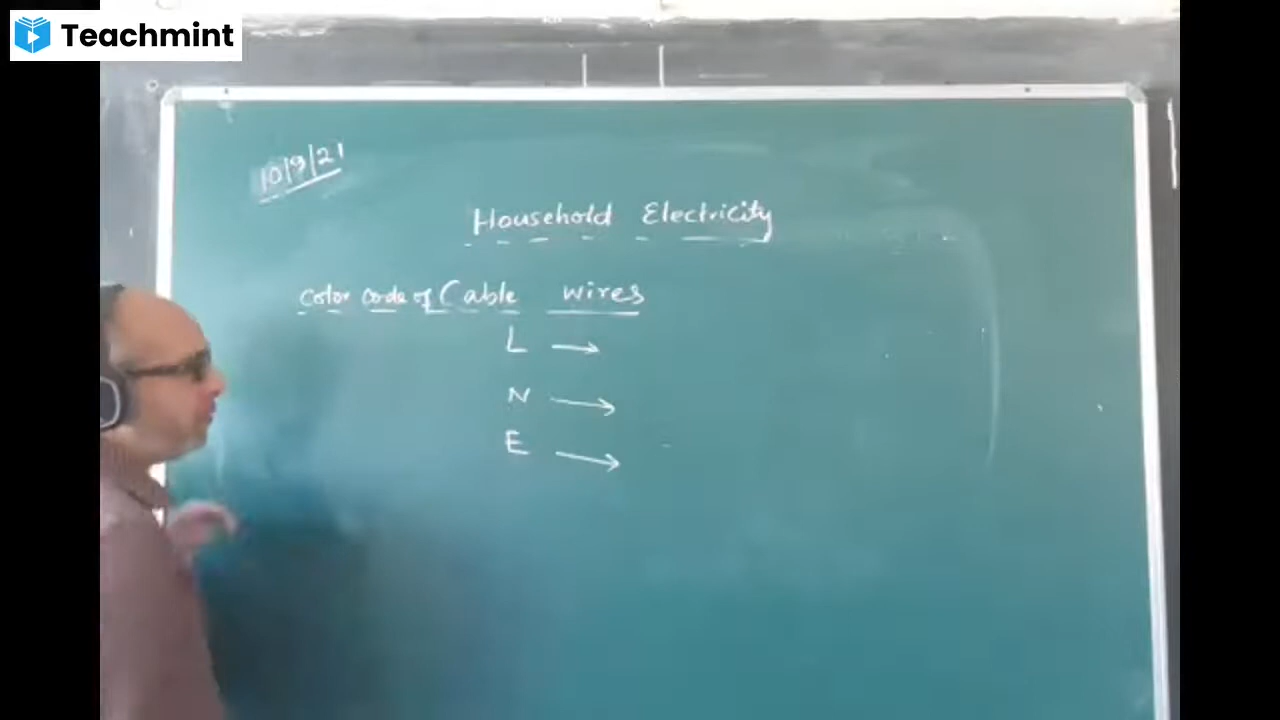 Teachmint
10/9/21
Household Electricity
Color code of Cable wires
L →
N →
E →